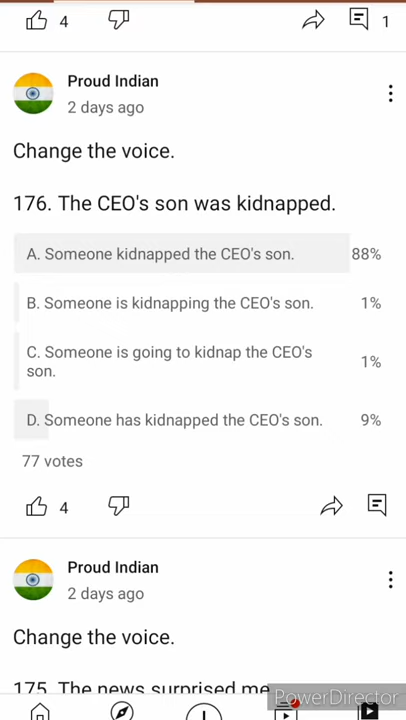 4
1
Proud Indian
2 days ago
Change the voice.
176. The CEO's son was kidnapped.
A. Someone kidnapped the CEO's son. 88%
B. Someone is kidnapping the CEO's son. 1%
C. Someone is going to kidnap the CEO's
son. 1%
D. Someone has kidnapped the CEO's son. 9%
77 votes
4
Proud Indian
2 days ago
Change the voice.
175. The news surprised me
PowerDirector